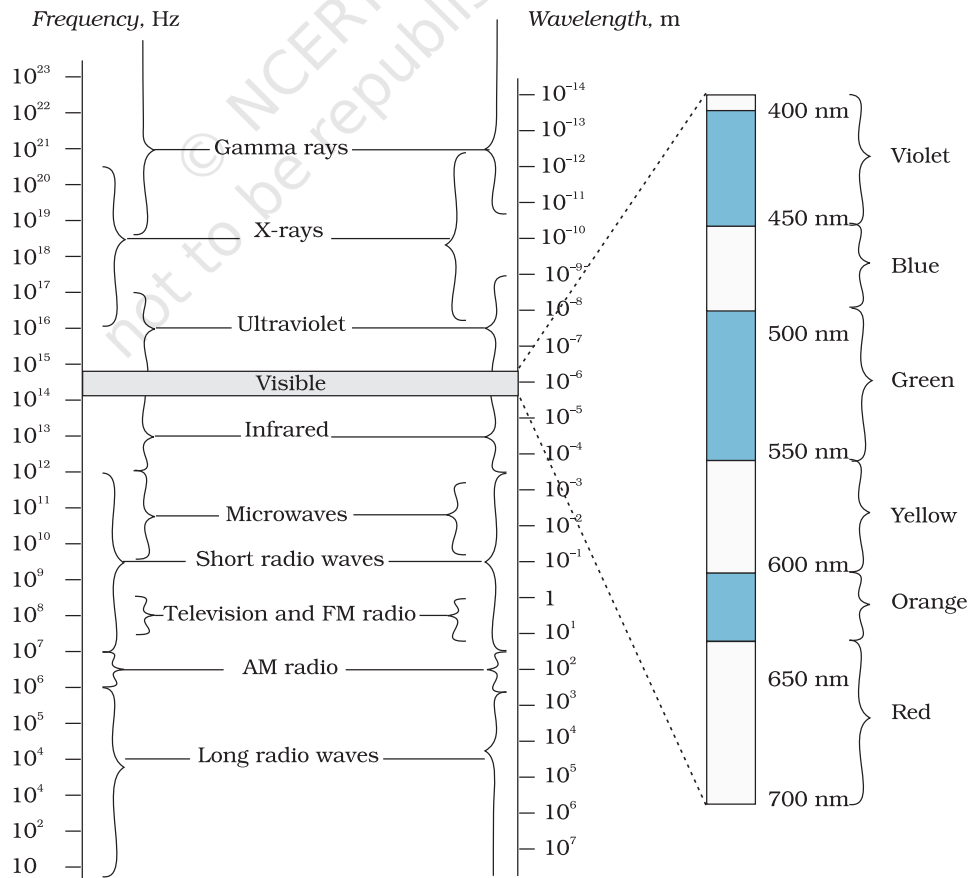 Frequency, Hz
Wavelength, m
© NCERT
not to be republis
10²³
10²²
10²¹
10²⁰
10¹⁹
10¹⁸
10¹⁷
10¹⁶
10¹⁵
10¹⁴
10¹³
10¹²
10¹¹
10¹⁰
10⁹
10⁸
10⁷
10⁶
10⁵
10⁴
10⁴
10²
10
Gamma rays
X-rays
Ultraviolet
Visible
Infrared
Microwaves
Short radio waves
Television and FM radio
AM radio
Long radio waves
10⁻¹⁴
10⁻¹³
10⁻¹²
10⁻¹¹
10⁻¹⁰
10⁻⁹
10⁻⁸
10⁻⁷
10⁻⁶
10⁻⁵
10⁻⁴
10⁻³
10⁻²
10⁻¹
1
10¹
10²
10³
10⁴
10⁵
10⁶
10⁷
400 nm
Violet
450 nm
Blue
500 nm
Green
550 nm
Yellow
600 nm
Orange
650 nm
Red
700 nm